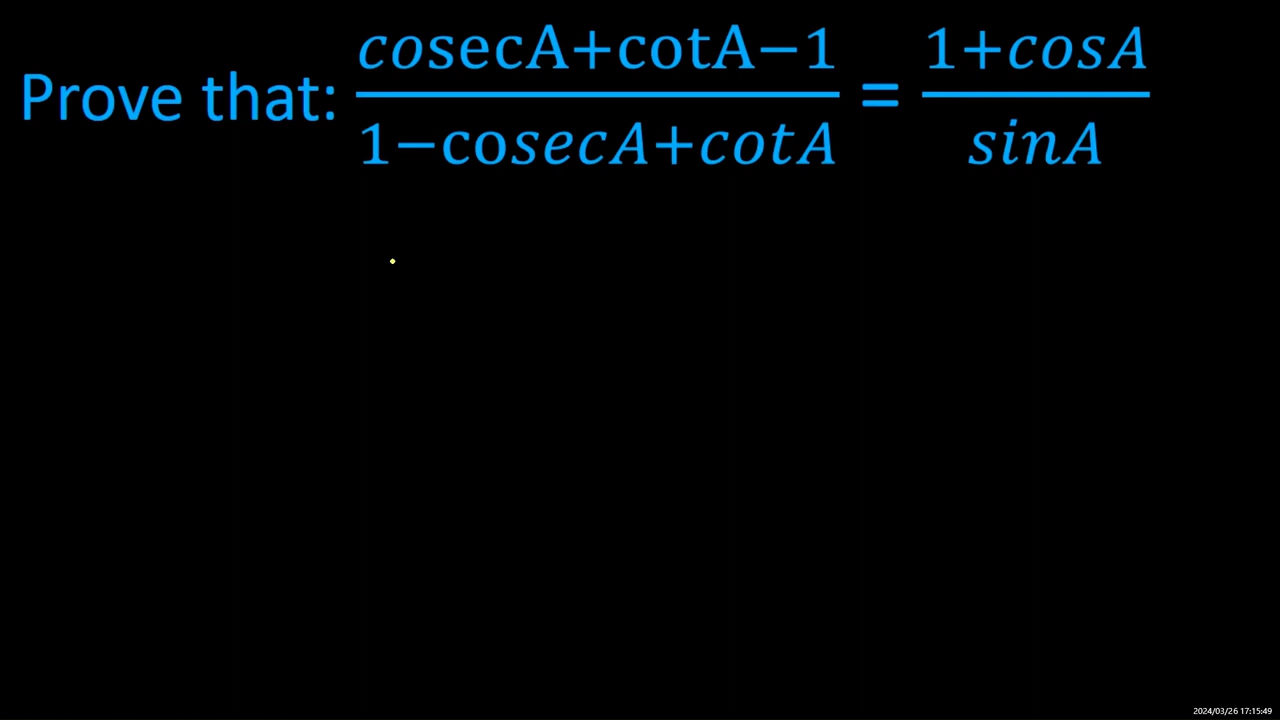 Prove that: cosecA+cotA−1 / 1−cosecA+cotA = 1+cosA / sinA
2024/03/26 17:15:49